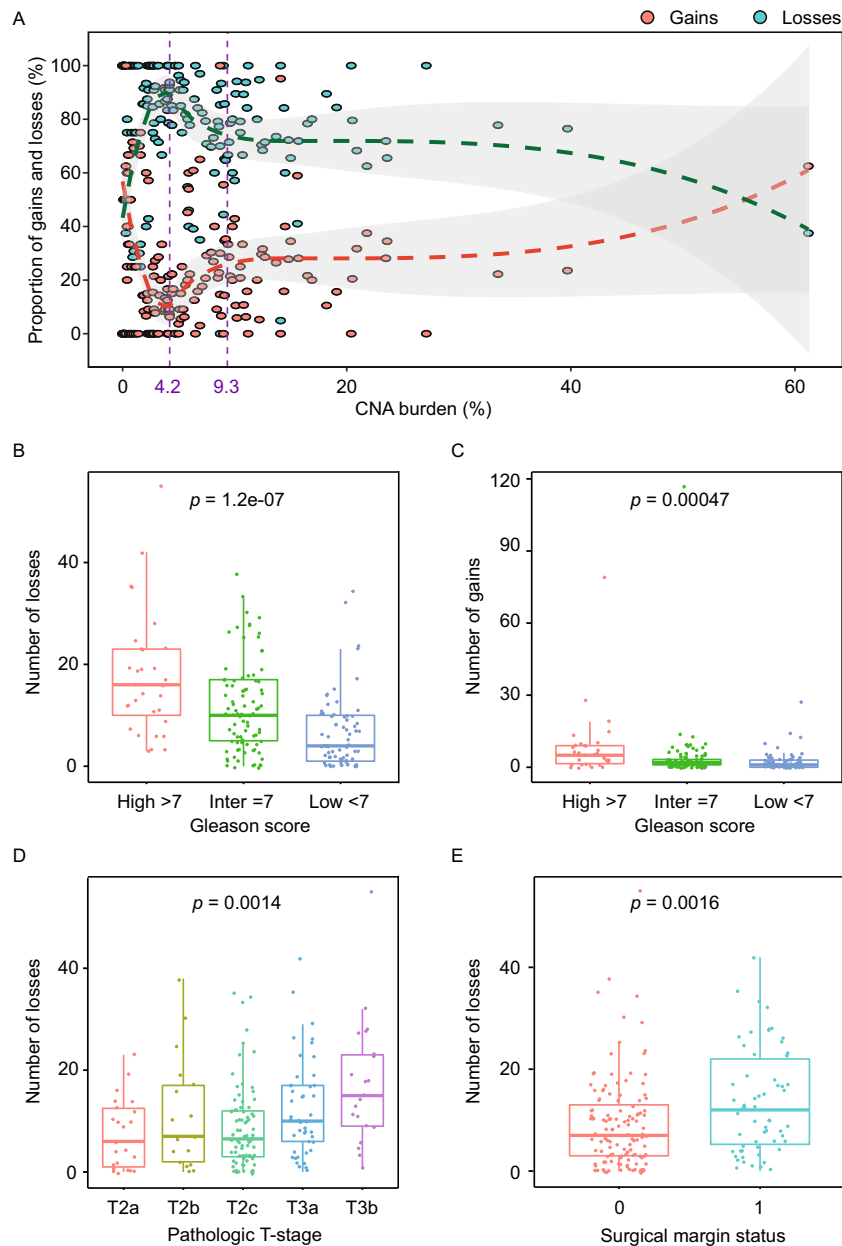 A
Gains Losses
Proportion of gains and losses (%)
100
80
60
40
20
0
0 4.2 9.3 20 40 60
CNA burden (%)
B
p = 1.2e-07
Number of losses
40
20
0
High >7 Inter =7 Low <7
Gleason score
C
p = 0.00047
Number of gains
120
90
60
30
0
High >7 Inter =7 Low <7
Gleason score
D
p = 0.0014
Number of losses
40
20
0
T2a T2b T2c T3a T3b
Pathologic T-stage
E
p = 0.0016
Number of losses
40
20
0
0 1
Surgical margin status